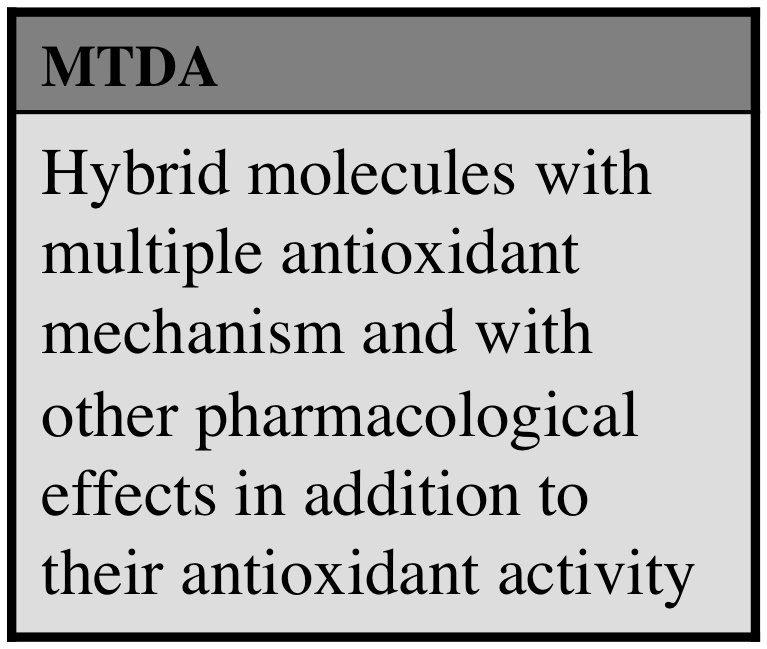 MTDA
Hybrid molecules with
multiple antioxidant
mechanism and with
other pharmacological
effects in addition to
their antioxidant activity